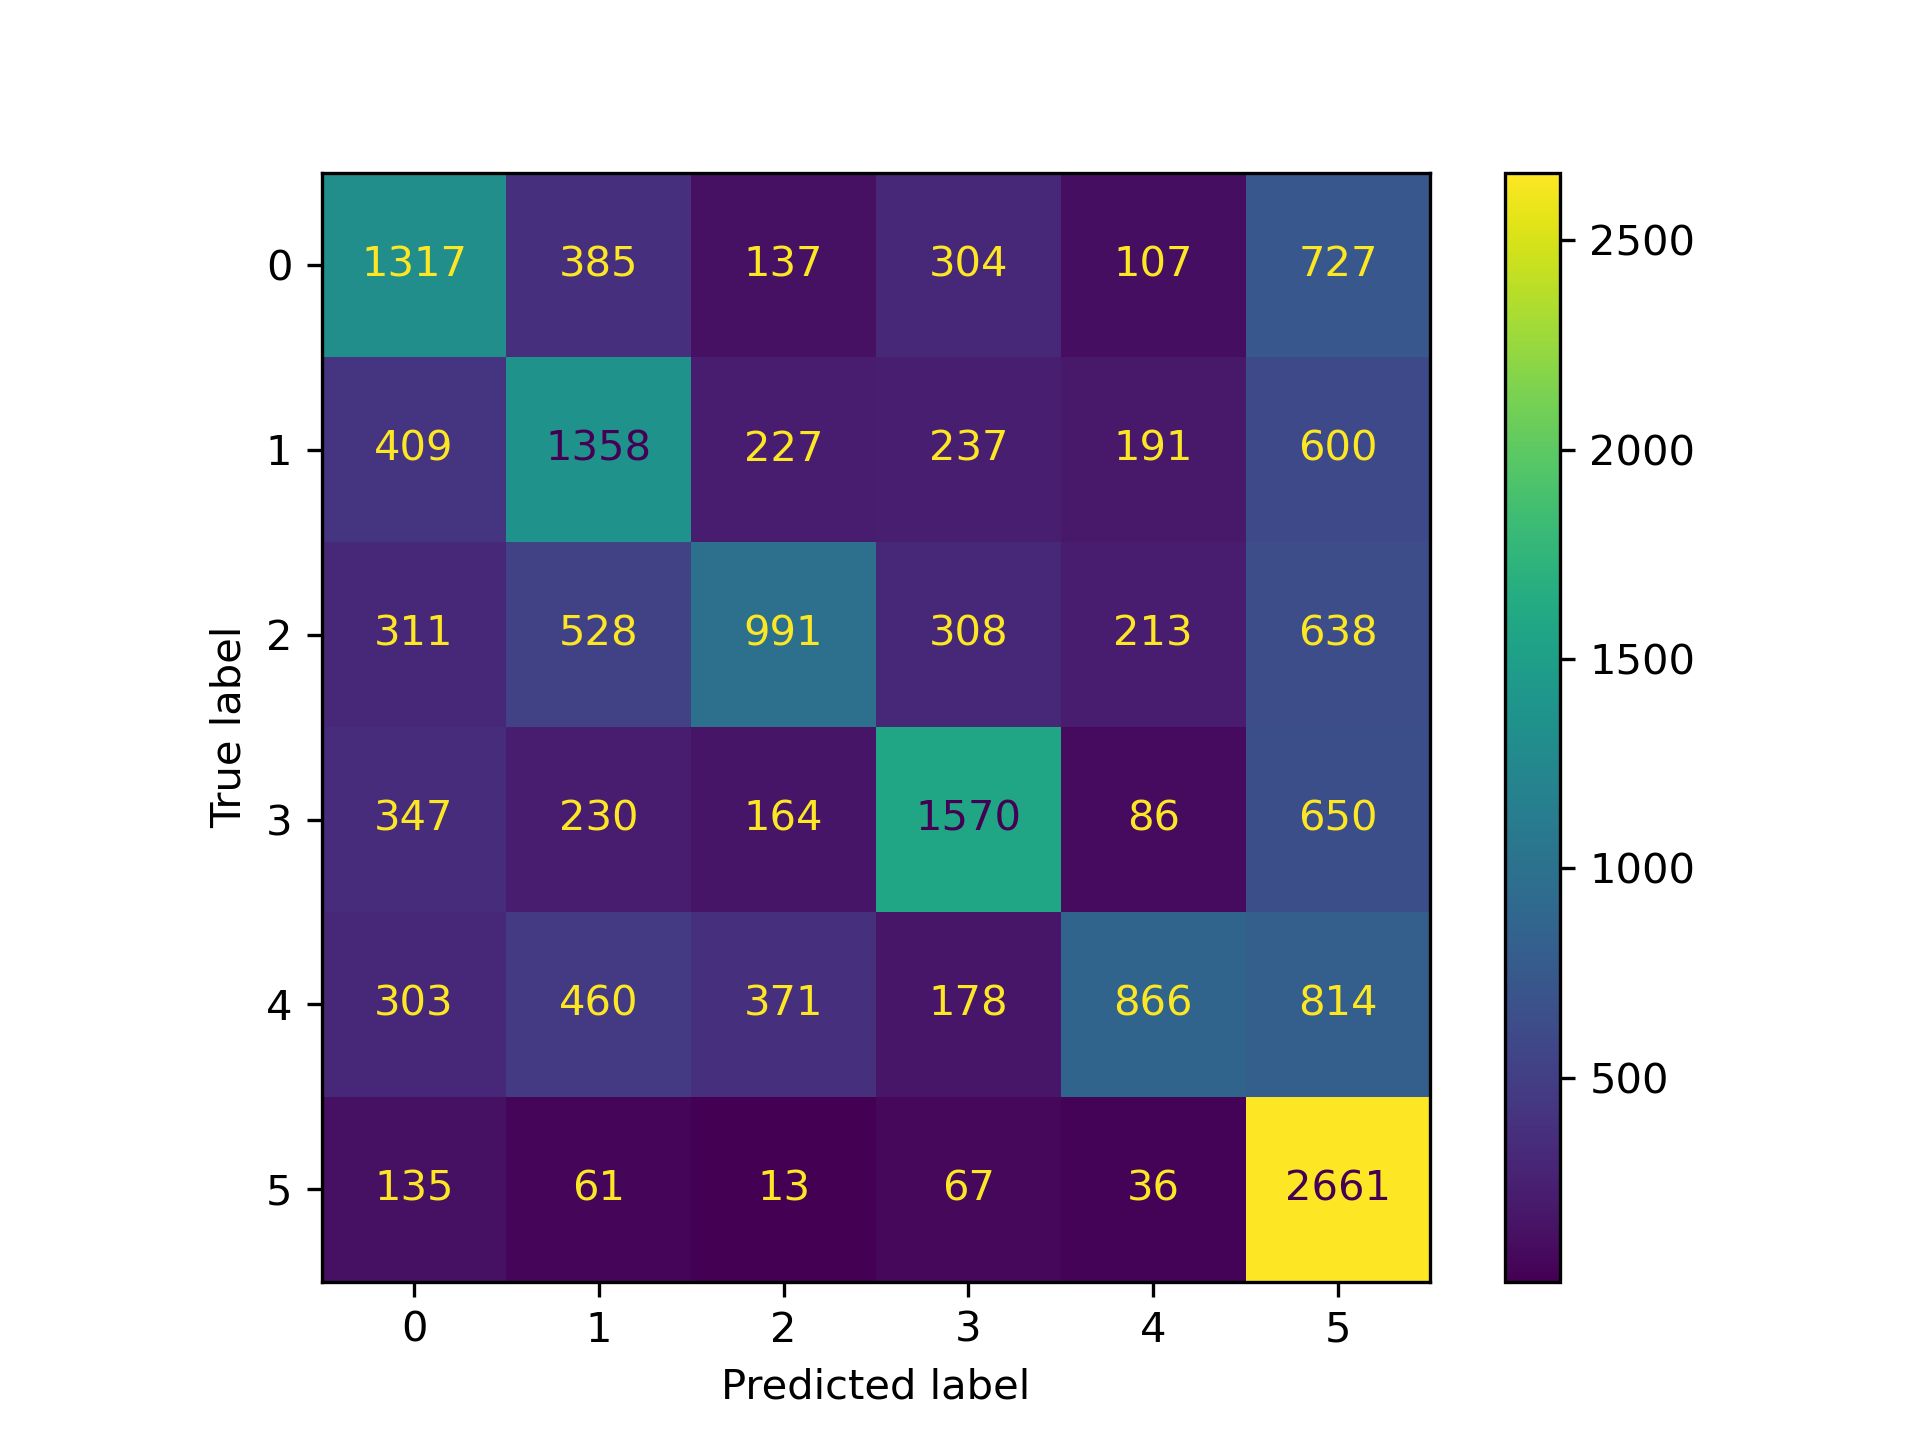 0 1317 385 137 304 107 727
1 409 1358 227 237 191 600
2 311 528 991 308 213 638
3 347 230 164 1570 86 650
4 303 460 371 178 866 814
5 135 61 13 67 36 2661
0 1 2 3 4 5
Predicted label
True label
2500
2000
1500
1000
500